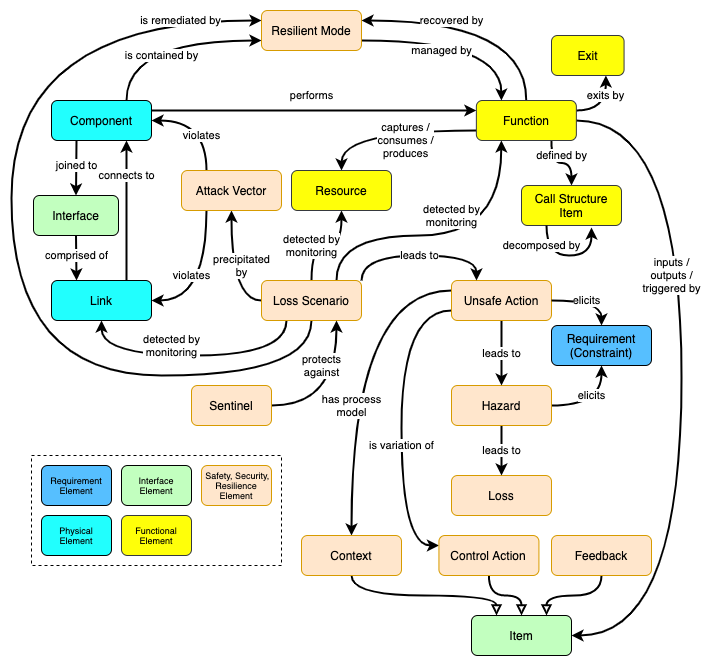 is remediated by
Resilient Mode
recovered by
managed by
is contained by
Exit
exits by
performs
Component
Function
captures /
consumes /
produces
violates
defined by
joined to
connects to
Attack Vector
Resource
Call Structure
Item
Interface
detected by
monitoring
detected by
monitoring
decomposed by
comprised of
precipitated
by
leads to
inputs /
outputs /
triggered by
violates
Link
Loss Scenario
Unsafe Action
elicits
detected by
monitoring
Requirement
(Constraint)
protects
against
leads to
has process
model
Sentinel
Hazard
elicits
is variation of
leads to
Loss
Requirement
Element
Interface
Element
Safety, Security,
Resilience
Element
Physical
Element
Functional
Element
Context
Control Action
Feedback
Item